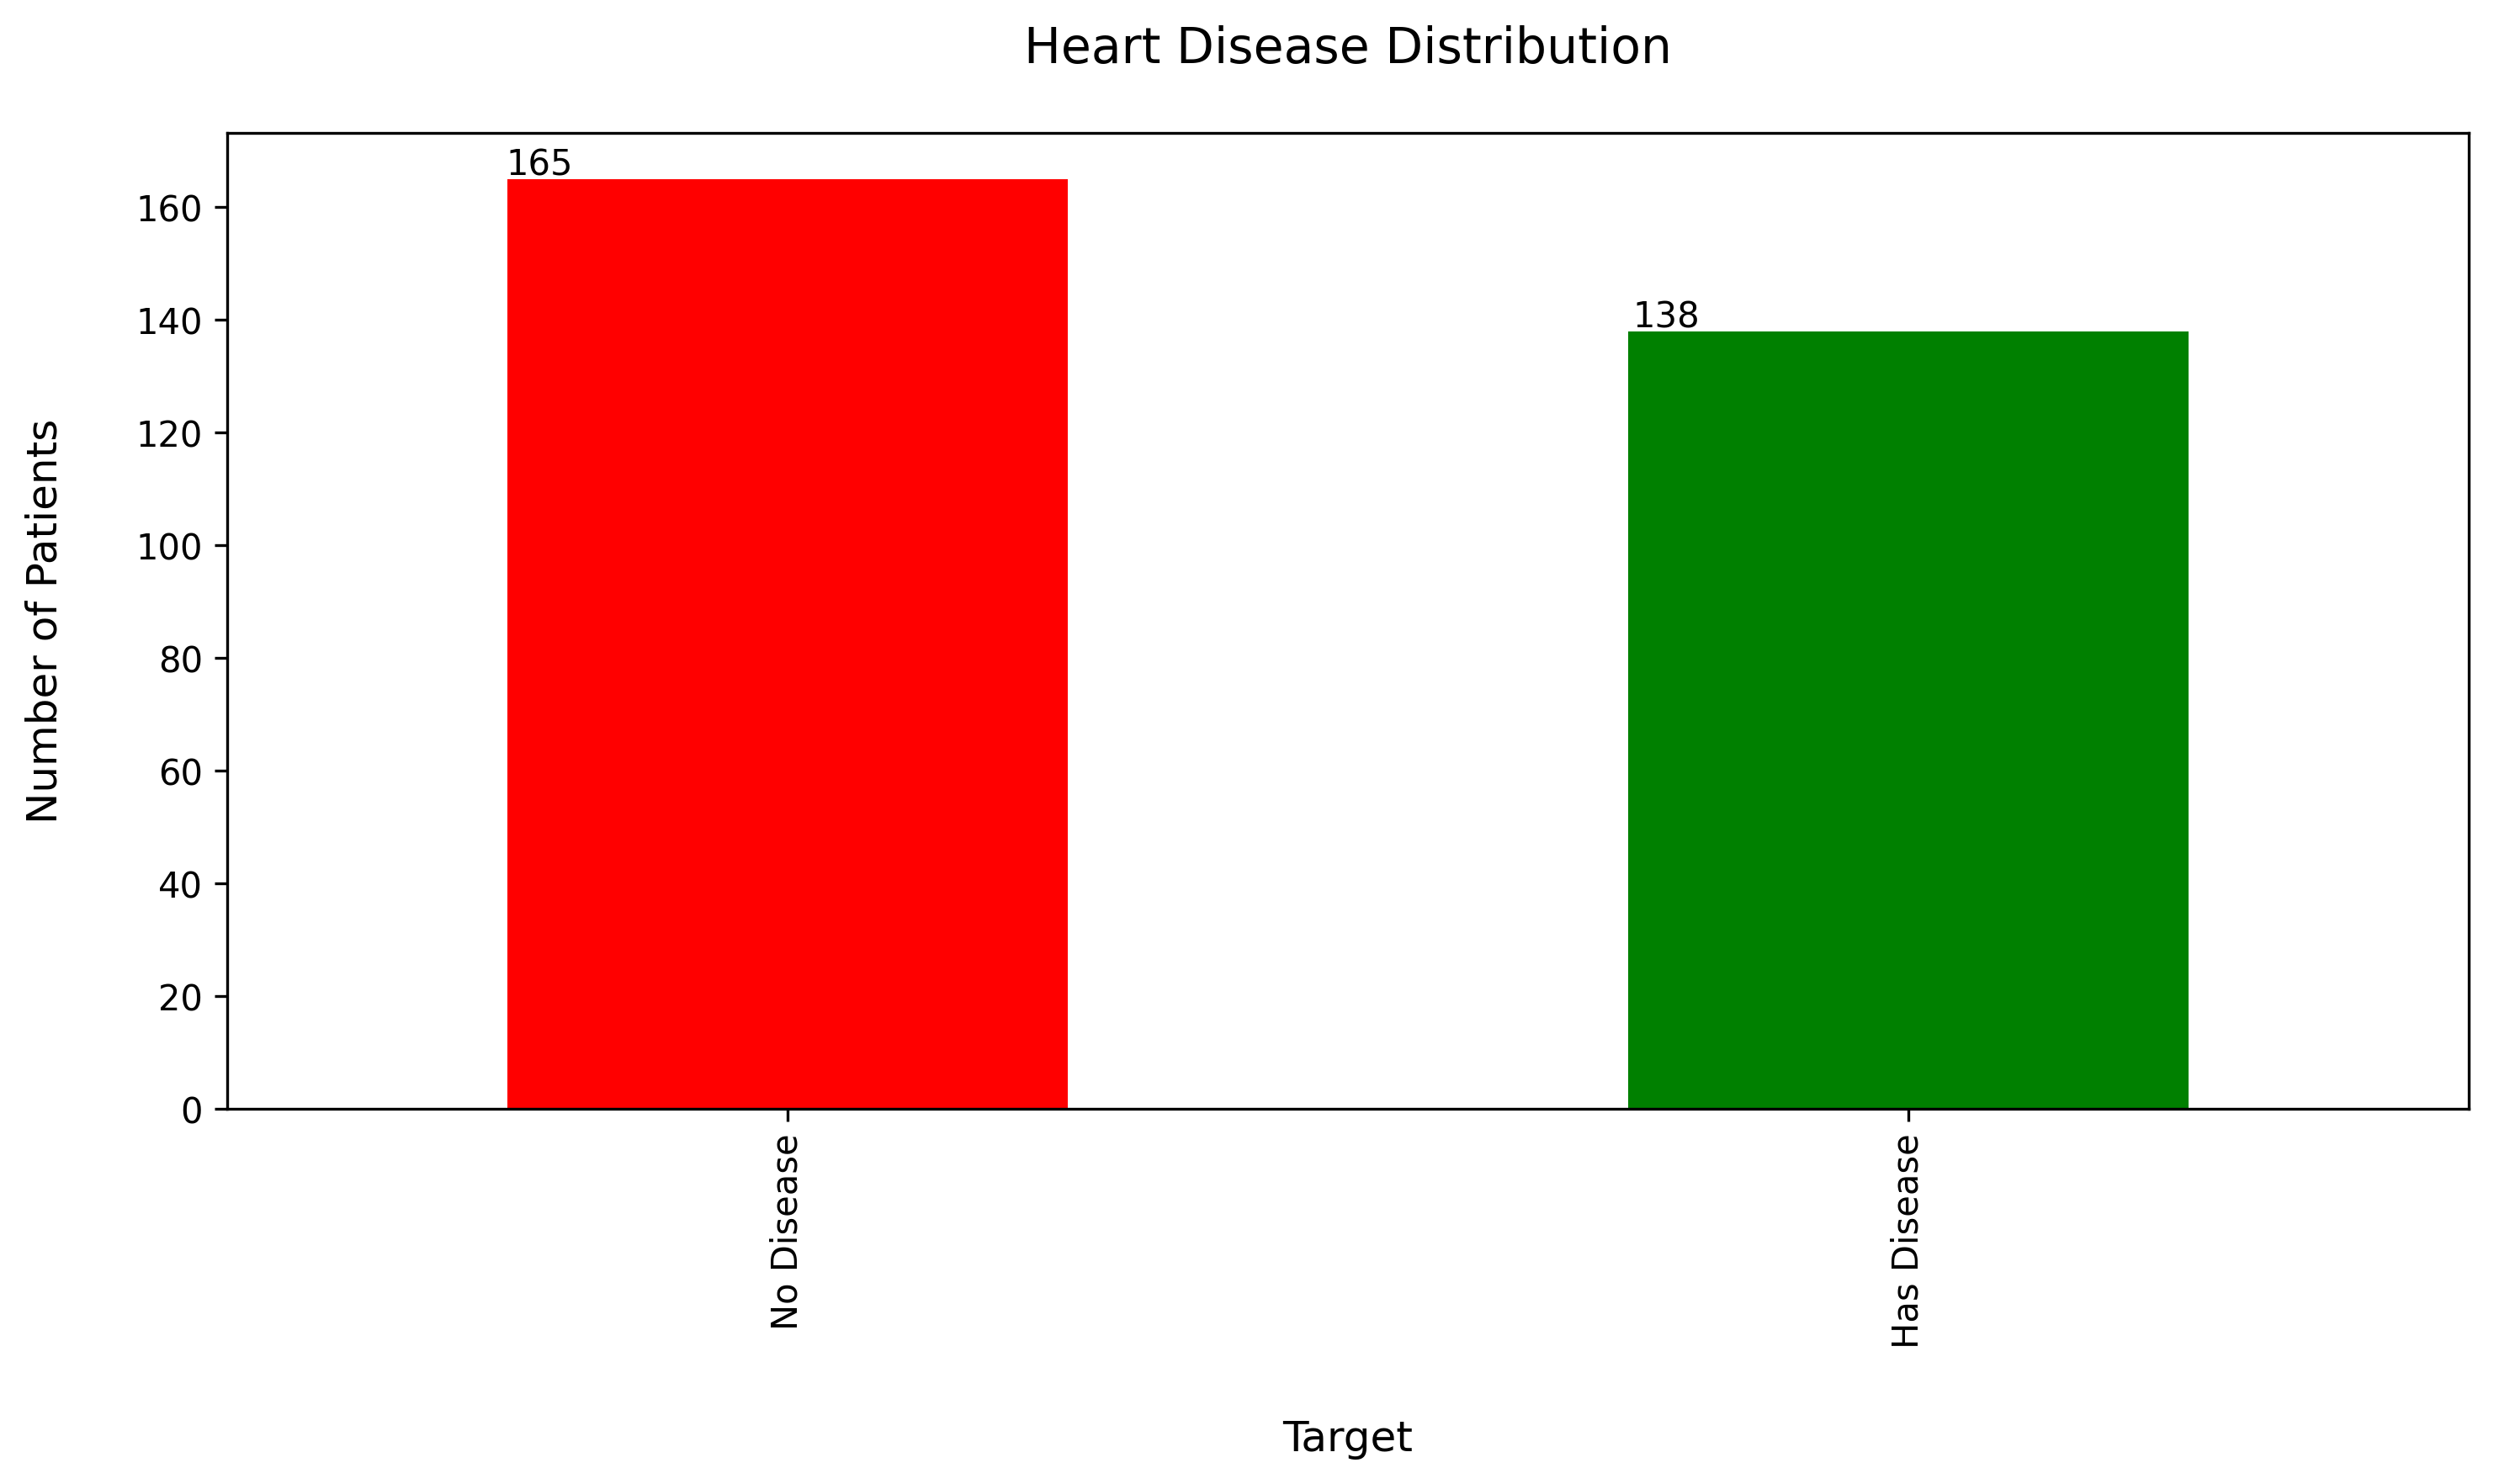 Heart Disease Distribution
165
138
160
140
120
100
80
60
40
20
0
Number of Patients
No Disease
Has Disease
Target